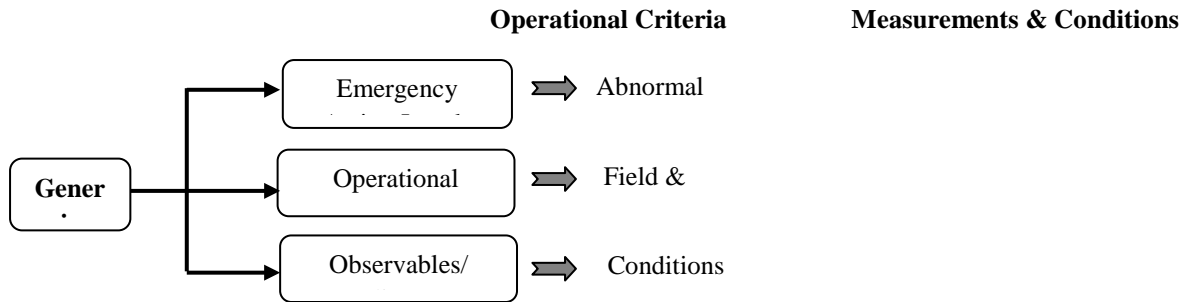 Operational Criteria Measurements & Conditions
Emergency
Abnormal
Gener
Operational
Field &
Observables/
Conditions